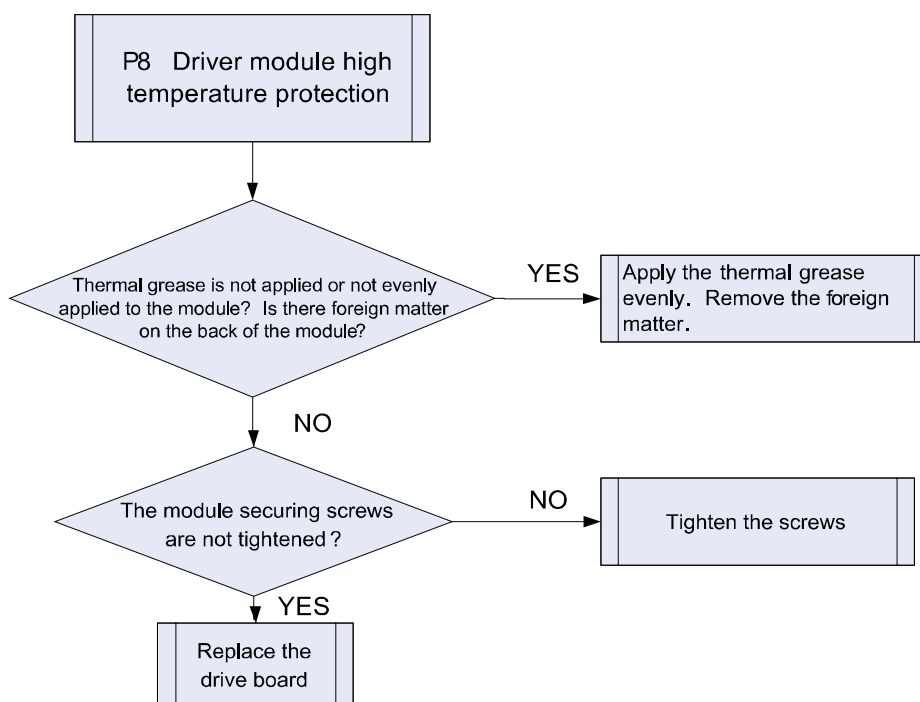 P8 Driver module high
temperature protection
Thermal grease is not applied or not evenly
applied to the module? Is there foreign matter
on the back of the module?
YES
Apply the thermal grease
evenly. Remove the foreign
matter.
NO
The module securing screws
are not tightened?
NO
Tighten the screws
YES
Replace the
drive board